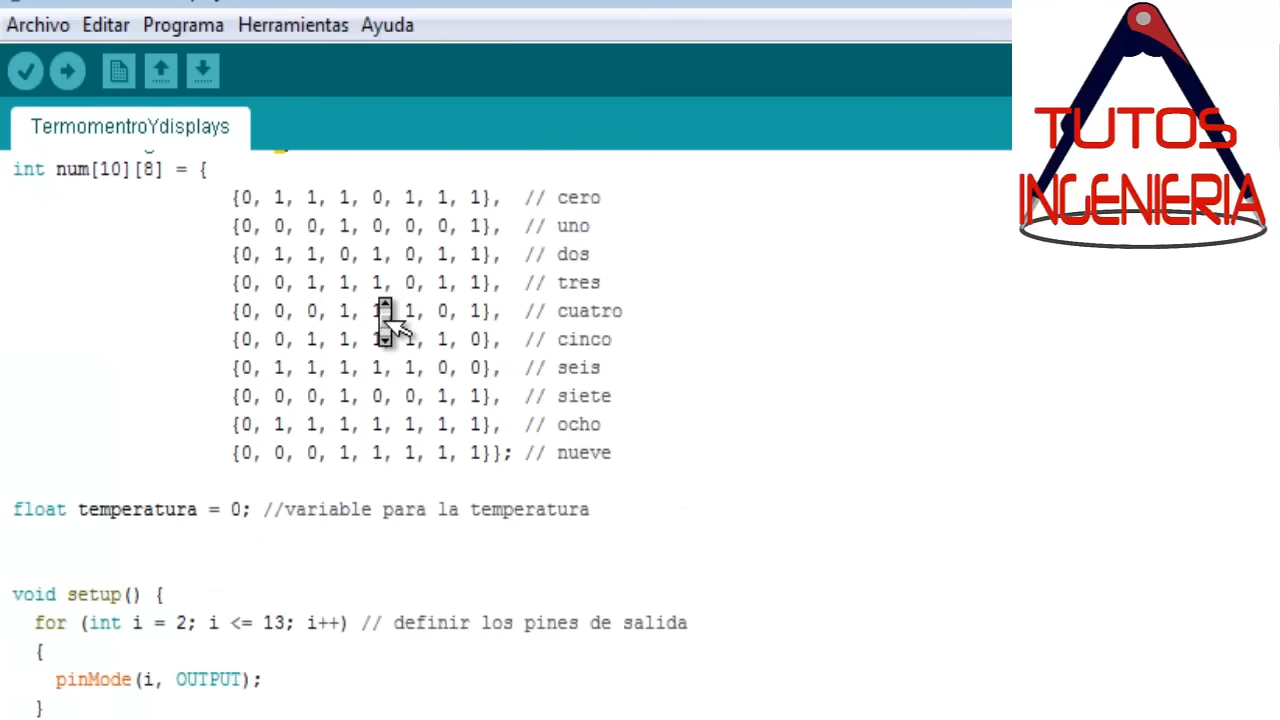 Archivo Editar Programa Herramientas Ayuda
TermomentroYdisplays
int num[10][8] = {
{0, 1, 1, 1, 0, 1, 1, 1}, // cero
{0, 0, 0, 1, 0, 0, 0, 1}, // uno
{0, 1, 1, 0, 1, 0, 1, 1}, // dos
{0, 0, 1, 1, 1, 0, 1, 1}, // tres
{0, 0, 0, 1, 1, 1, 0, 1}, // cuatro
{0, 0, 1, 1, 1, 1, 1, 0}, // cinco
{0, 1, 1, 1, 1, 1, 0, 0}, // seis
{0, 0, 0, 1, 0, 0, 1, 1}, // siete
{0, 1, 1, 1, 1, 1, 1, 1}, // ocho
{0, 0, 0, 1, 1, 1, 1, 1}}; // nueve
float temperatura = 0; //variable para la temperatura
void setup() {
for (int i = 2; i <= 13; i++) // definir los pines de salida
{
pinMode(i, OUTPUT);
}
TUTOS
INGENIERIA